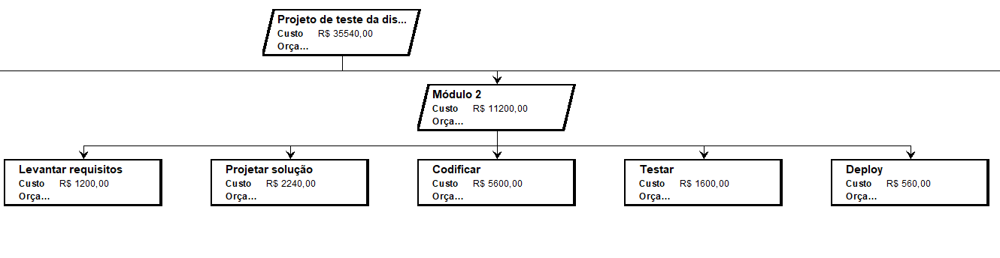 Projeto de teste da dis...
Custo R$ 35540,00
Orça...
Módulo 2
Custo R$ 11200,00
Orça...
Levantar requisitos
Custo R$ 1200,00
Orça...
Projetar solução
Custo R$ 2240,00
Orça...
Codificar
Custo R$ 5600,00
Orça...
Testar
Custo R$ 1600,00
Orça...
Deploy
Custo R$ 560,00
Orça...